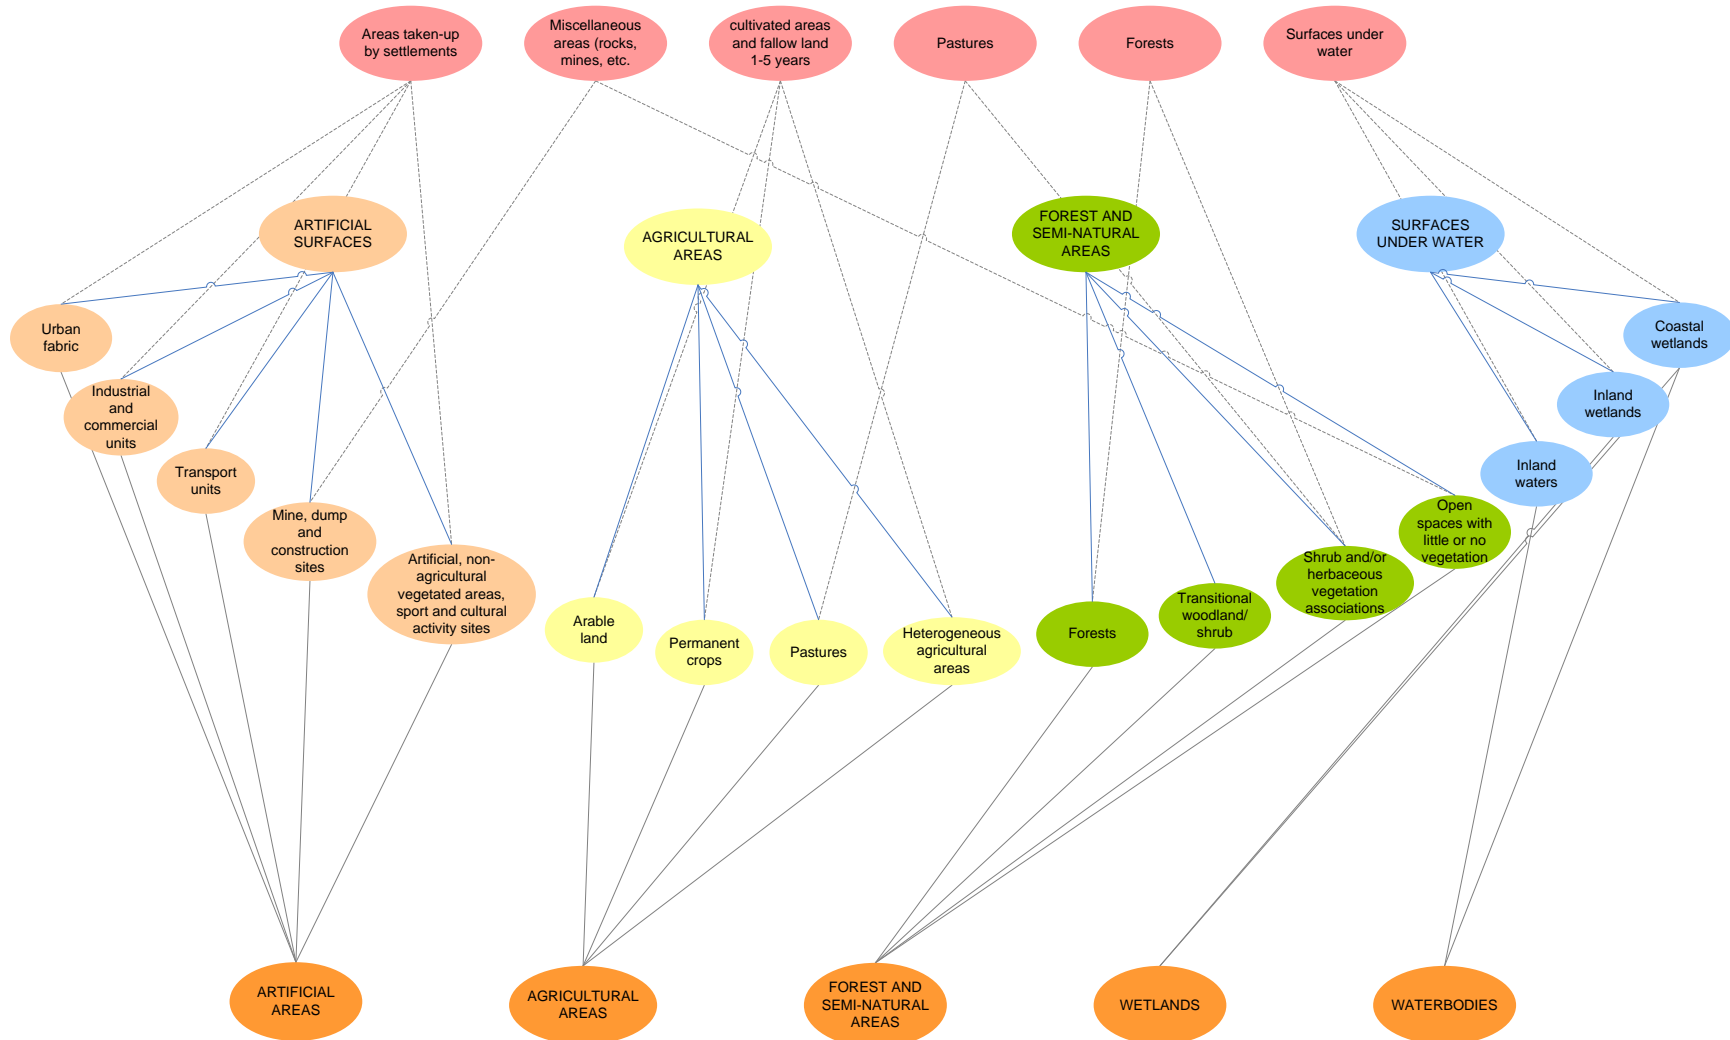 Areas taken-up
by settlements
Miscellaneous
areas (rocks,
mines, etc.
cultivated areas
and fallow land
1-5 years
Pastures
Forests
Surfaces under
water
ARTIFICIAL
SURFACES
AGRICULTURAL
AREAS
FOREST AND
SEMI-NATURAL
AREAS
SURFACES
UNDER WATER
Urban
fabric
Industrial
and
commercial
units
Transport
units
Mine, dump
and
construction
sites
Artificial, non-
agricultural
vegetated areas,
sport and cultural
activity sites
Arable
land
Permanent
crops
Pastures
Heterogeneous
agricultural
areas
Forests
Transitional
woodland/
shrub
Shrub and/or
herbaceous
vegetation
associations
Open
spaces with
little or no
vegetation
Inland
waters
Inland
wetlands
Coastal
wetlands
ARTIFICIAL
AREAS
AGRICULTURAL
AREAS
FOREST AND
SEMI-NATURAL
AREAS
WETLANDS
WATERBODIES